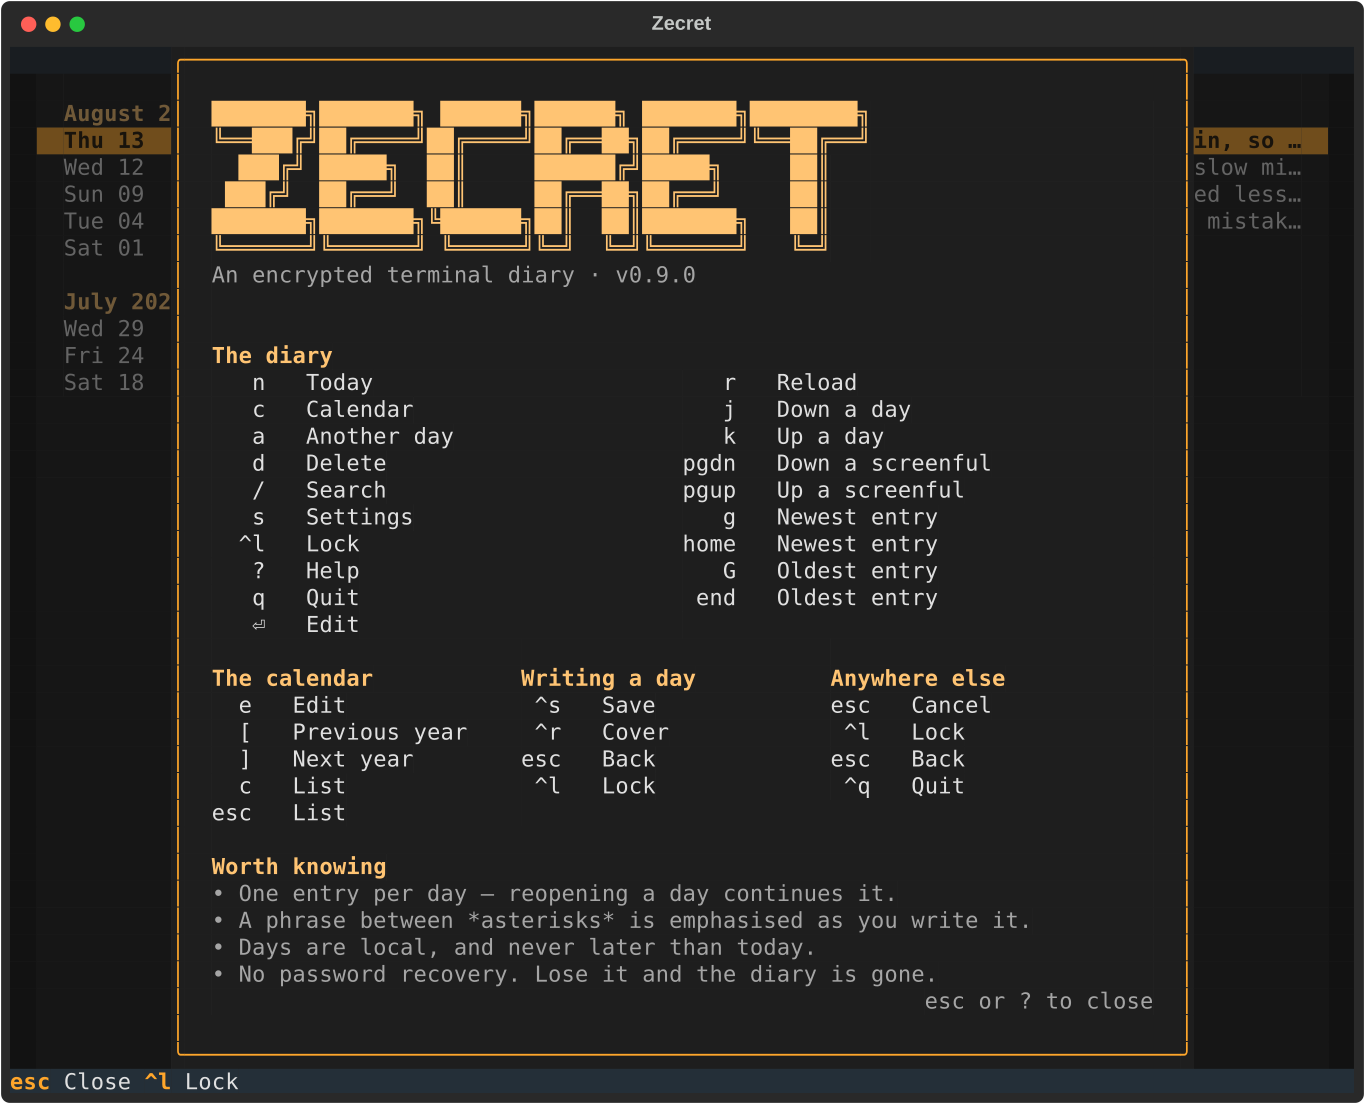 Zecret
ZECRET
An encrypted terminal diary · v0.9.0
August 2
Thu 13
in, so …
Wed 12
slow mi…
Sun 09
ed less…
Tue 04
mistak…
Sat 01
July 202
Wed 29
Fri 24
Sat 18
The diary
n Today
c Calendar
a Another day
d Delete
/ Search
s Settings
^l Lock
? Help
q Quit
⏎ Edit
r Reload
j Down a day
k Up a day
pgdn Down a screenful
pgup Up a screenful
g Newest entry
home Newest entry
G Oldest entry
end Oldest entry
The calendar
e Edit
[ Previous year
] Next year
c List
esc List
Writing a day
^s Save
^r Cover
esc Back
^l Lock
Anywhere else
esc Cancel
^l Lock
esc Back
^q Quit
Worth knowing
• One entry per day — reopening a day continues it.
• A phrase between *asterisks* is emphasised as you write it.
• Days are local, and never later than today.
• No password recovery. Lose it and the diary is gone.
esc or ? to close
esc Close ^l Lock